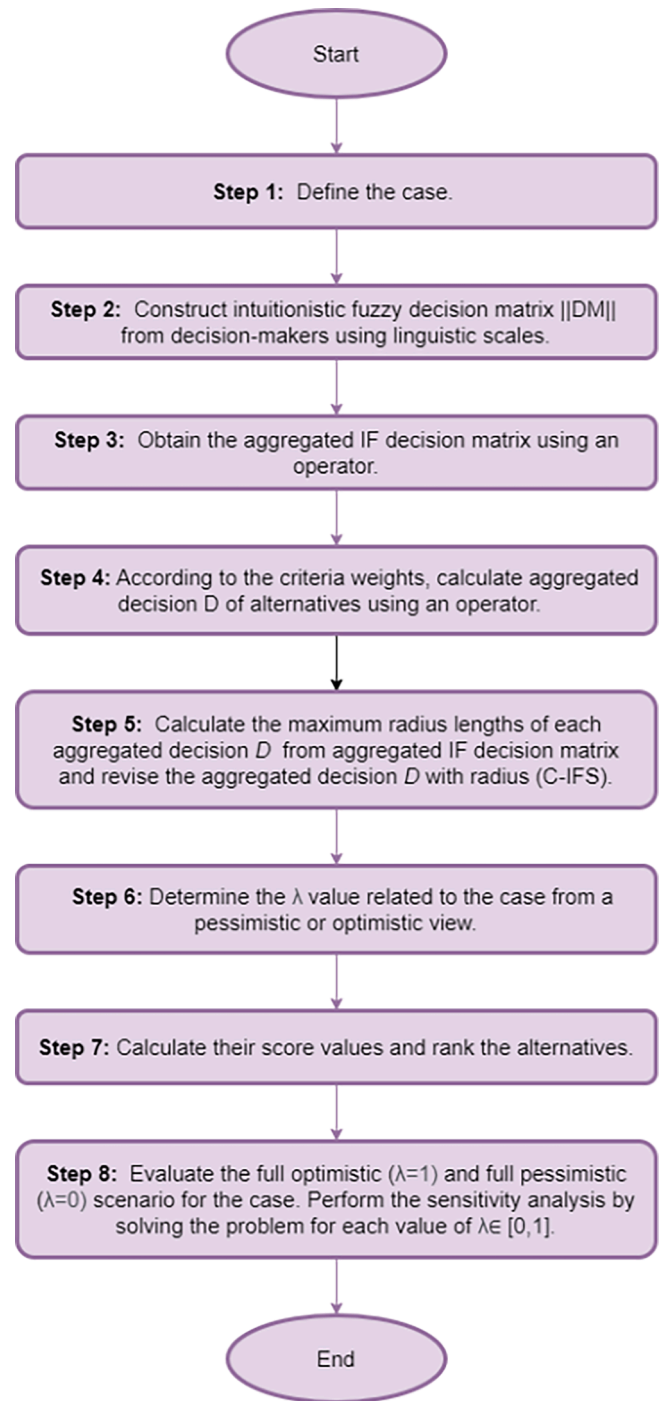 Start
Step 1: Define the case.
Step 2: Construct intuitionistic fuzzy decision matrix ||DM||
from decision-makers using linguistic scales.
Step 3: Obtain the aggregated IF decision matrix using an
operator.
Step 4: According to the criteria weights, calculate aggregated
decision D of alternatives using an operator.
Step 5: Calculate the maximum radius lengths of each
aggregated decision D from aggregated IF decision matrix
and revise the aggregated decision D with radius (C-IFS).
Step 6: Determine the λ value related to the case from a
pessimistic or optimistic view.
Step 7: Calculate their score values and rank the alternatives.
Step 8: Evaluate the full optimistic (λ=1) and full pessimistic
(λ=0) scenario for the case. Perform the sensitivity analysis by
solving the problem for each value of λ∈ [0,1].
End